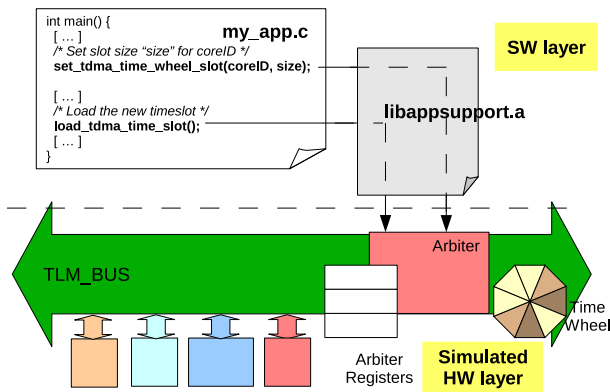 int main() {
my_app.c
[ … ]
/* Set slot size “size” for coreID */
set_tdma_time_wheel_slot(coreID, size);
[ … ]
/* Load the new timeslot */
load_tdma_time_slot();
[ … ]
}
libappsupport.a
SW layer
Arbiter
TLM_BUS
Time
Wheel
Arbiter
Registers
Simulated
HW layer